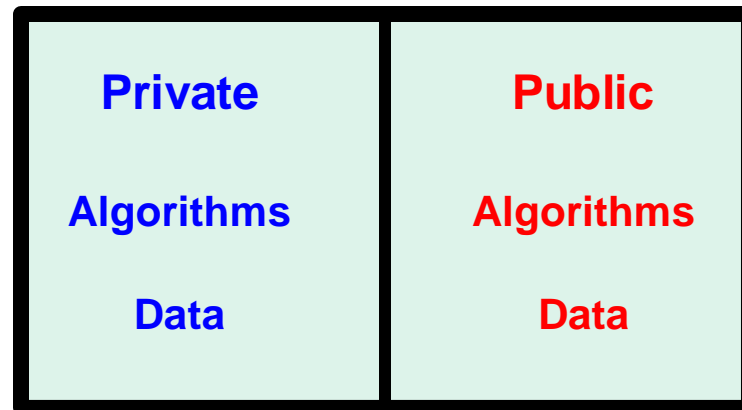 Private
Algorithms
Data
Public
Algorithms
Data